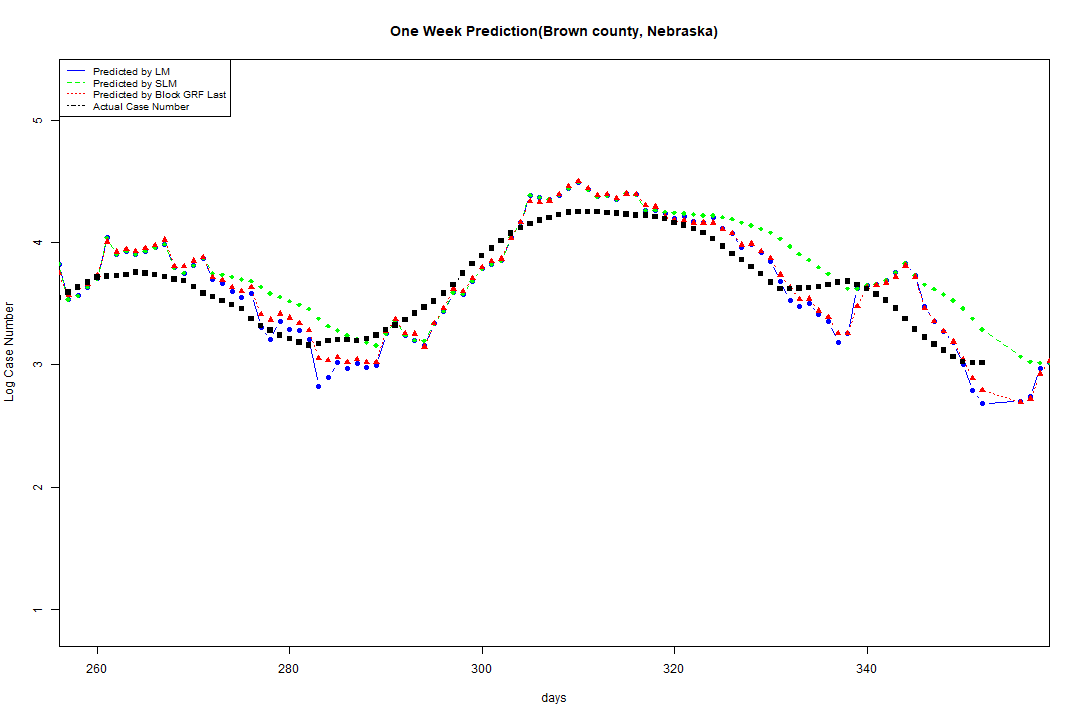 One Week Prediction(Brown county, Nebraska)
Predicted by LM
Predicted by SLM
Predicted by Block GRF Last
Actual Case Number
5
4
3
2
1
Log Case Number
260 280 300 320 340
days